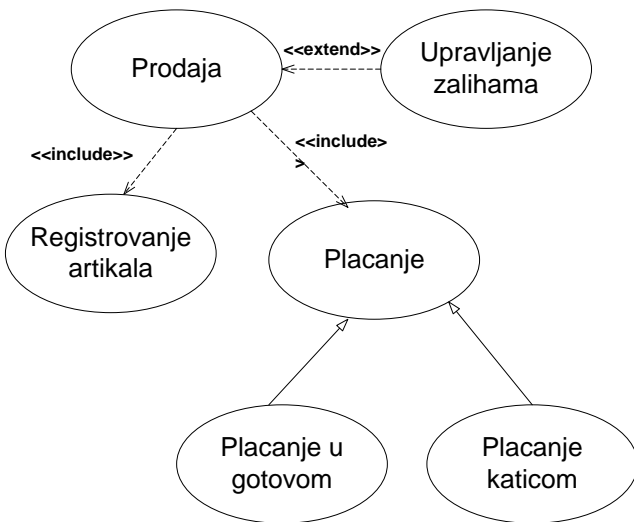 Prodaja
<<extend>>
Upravljanje
zalihama
<<include>>
<<include>
>
Registrovanje
artikala
Placanje
Placanje u
gotovom
Placanje
katicom